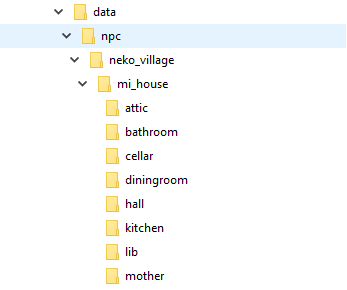 data
npc
neko_village
mi_house
attic
bathroom
cellar
diningroom
hall
kitchen
lib
mother